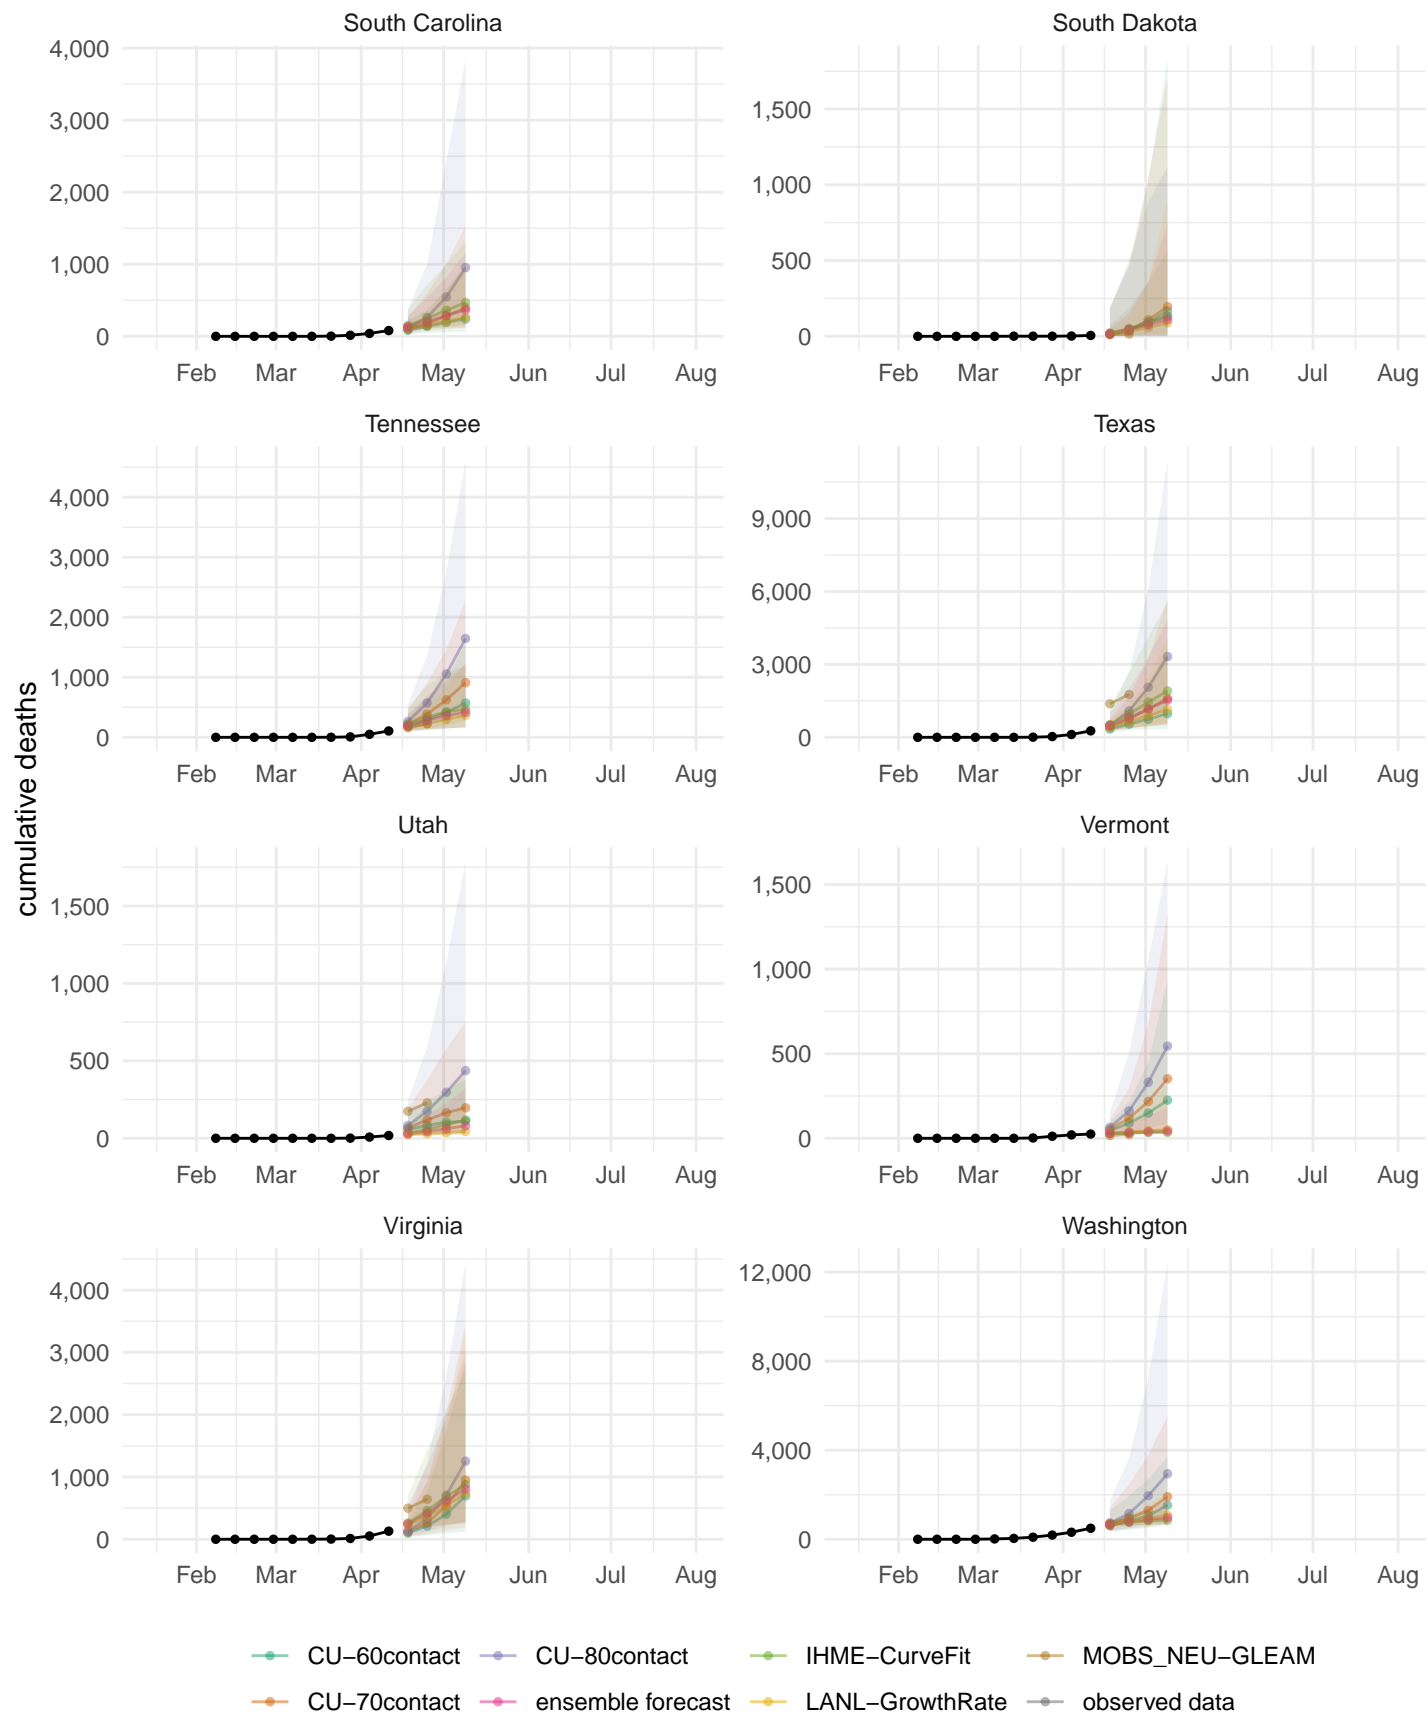 South Carolina
South Dakota
4,000
3,000
2,000
1,000
0
1,500
1,000
500
0
Feb Mar Apr May Jun Jul Aug
Feb Mar Apr May Jun Jul Aug
Tennessee
Texas
4,000
3,000
2,000
1,000
0
9,000
6,000
3,000
0
Feb Mar Apr May Jun Jul Aug
Feb Mar Apr May Jun Jul Aug
cumulative deaths
Utah
Vermont
1,500
1,000
500
0
1,500
1,000
500
0
Feb Mar Apr May Jun Jul Aug
Feb Mar Apr May Jun Jul Aug
Virginia
Washington
4,000
3,000
2,000
1,000
0
12,000
8,000
4,000
0
Feb Mar Apr May Jun Jul Aug
Feb Mar Apr May Jun Jul Aug
CU−60contact CU−80contact IHME−CurveFit MOBS_NEU−GLEAM
CU−70contact ensemble forecast LANL−GrowthRate observed data